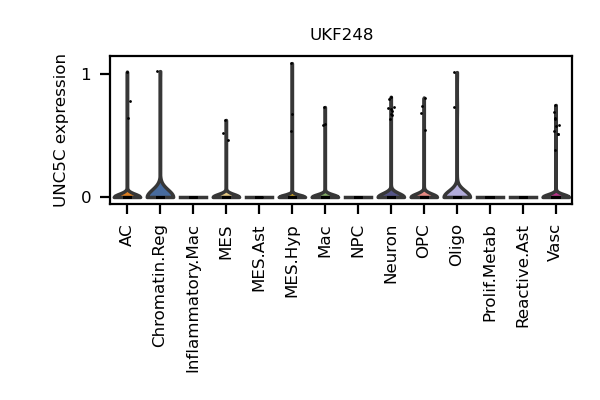 UKF248
UNC5C expression
1
0
AC
Chromatin.Reg
Inflammatory.Mac
MES
MES.Ast
MES.Hyp
Mac
NPC
Neuron
OPC
Oligo
Prolif.Metab
Reactive.Ast
Vasc